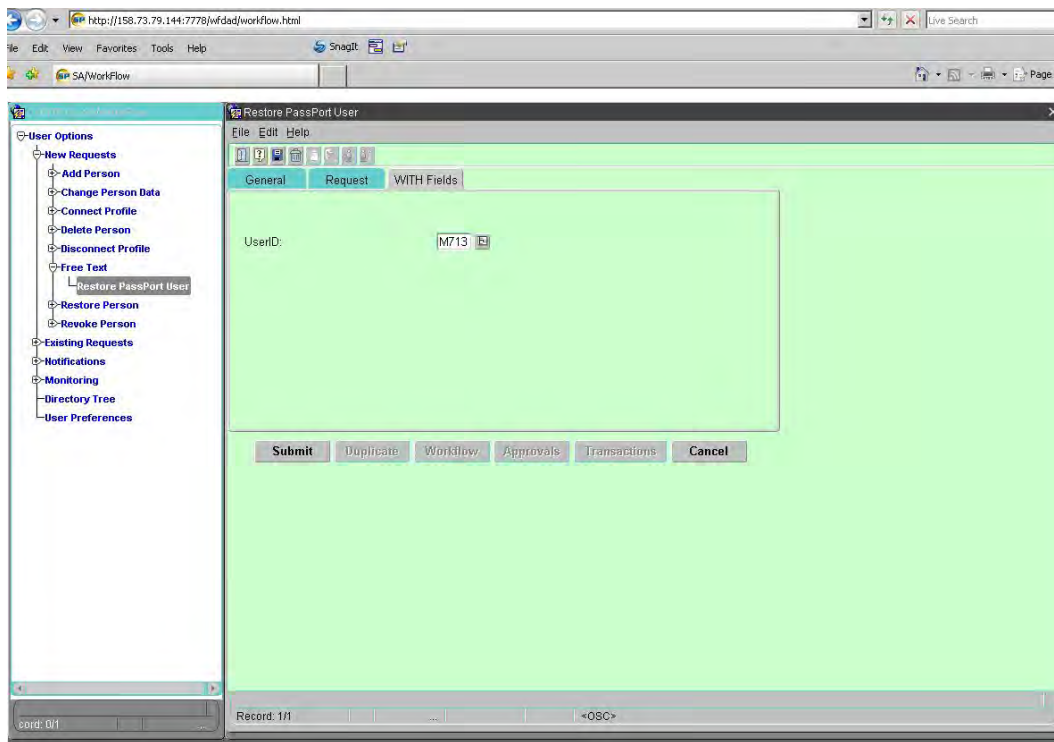 http://158.73.79.144:7778/wfdad/workflow.html
Live Search
File Edit View Favorites Tools Help
SnagIt
SA/WorkFlow
Page
Restore PassPort User
File Edit Help
General Request WITH Fields
UserID: M713
User Options
New Requests
Add Person
Change Person Data
Connect Profile
Delete Person
Disconnect Profile
Free Text
Restore PassPort User
Restore Person
Revoke Person
Existing Requests
Notifications
Monitoring
Directory Tree
User Preferences
Submit Duplicate Workflow Approvals Transactions Cancel
cord: 0/1 ...
Record: 1/1 ... <OSC>